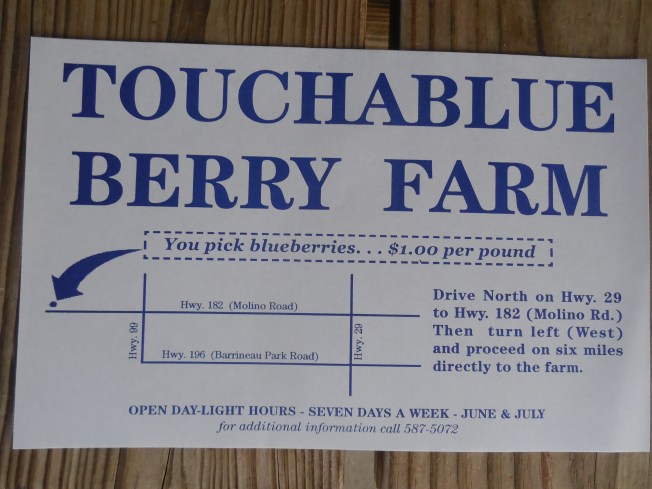 TOUCHABLUE
BERRY FARM
You pick blueberries. . . $1.00 per pound
Hwy. 182 (Molino Road)
Hwy. 99
Hwy. 29
Hwy. 196 (Barrineau Park Road)
Drive North on Hwy. 29
to Hwy. 182 (Molino Rd.)
Then turn left (West)
and proceed on six miles
directly to the farm.
OPEN DAY-LIGHT HOURS - SEVEN DAYS A WEEK - JUNE & JULY
for additional information call 587-5072